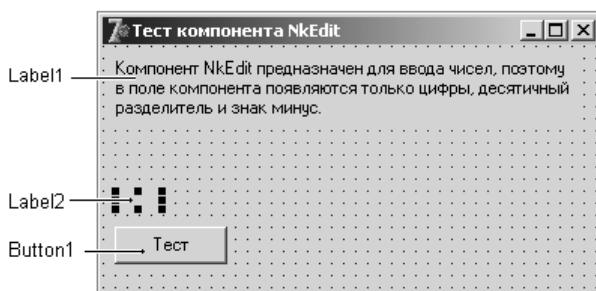 Тест компонента NkEdit
Label1
Компонент NkEdit предназначен для ввода чисел, поэтому
в поле компонента появляются только цифры, десятичный
разделитель и знак минус.
Label2
Button1
Тест